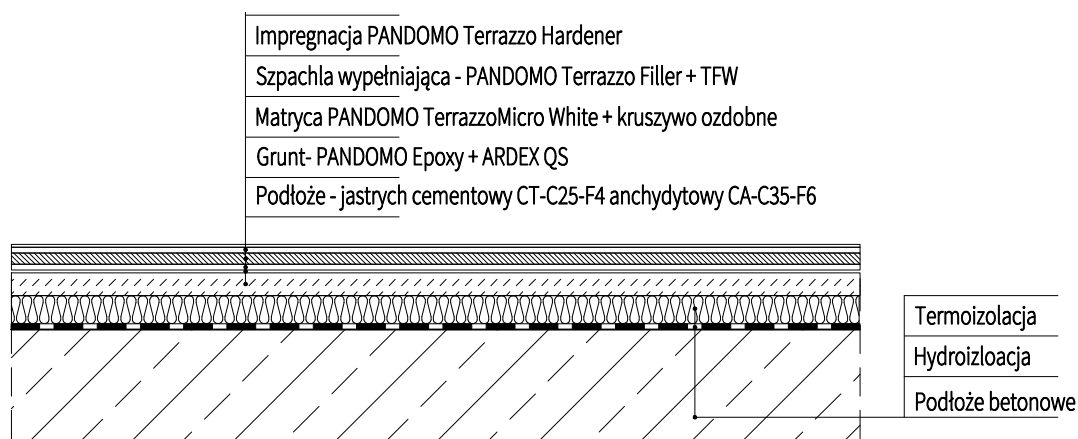 Impregnacja PANDOMO Terrazzo Hardener
Szpachla wypełniająca - PANDOMO Terrazzo Filler + TFW
Matryca PANDOMO TerrazzoMicro White + kruszywo ozdobne
Grunt- PANDOMO Epoxy + ARDEX QS
Podłoże - jastrych cementowy CT-C25-F4 anchydytowy CA-C35-F6
Termoizolacja
Hydroizloacja
Podłoże betonowe